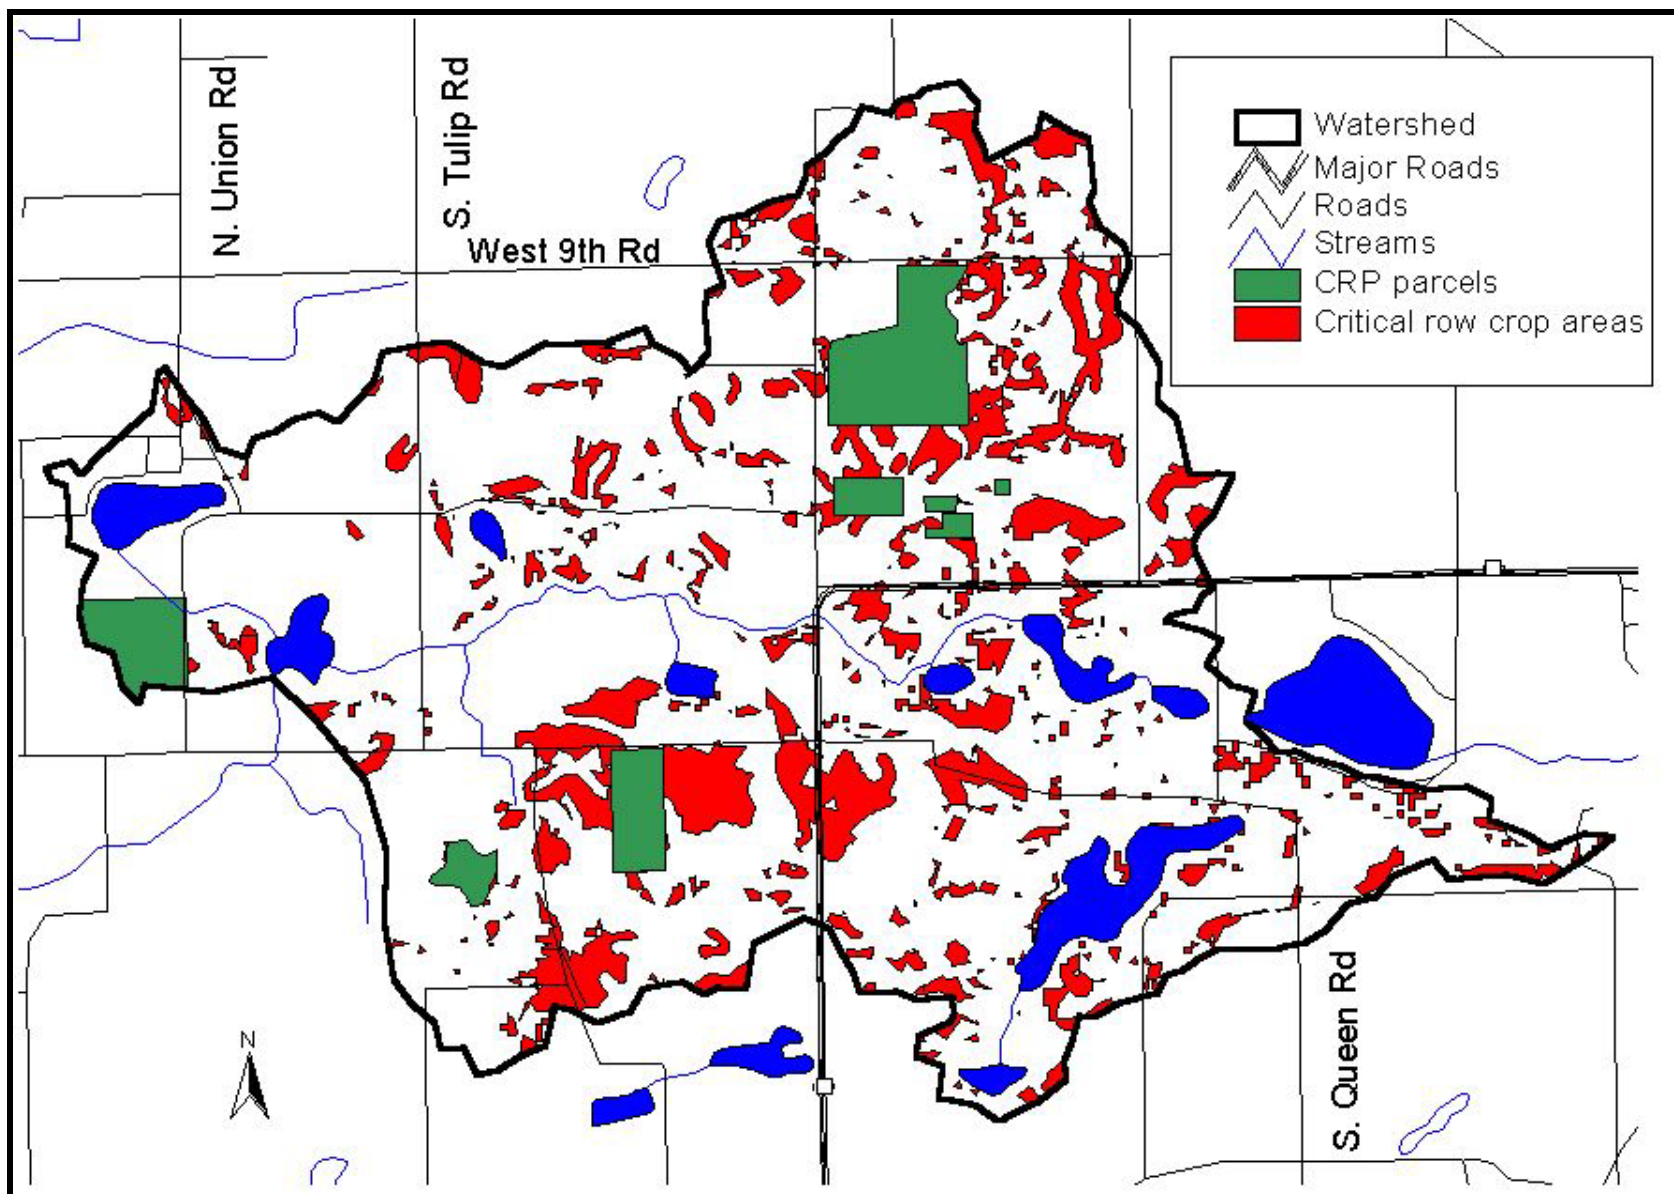 N. Union Rd
S. Tulip Rd
West 9th Rd
Watershed
Major Roads
Roads
Streams
CRP parcels
Critical row crop areas
N
S. Queen Rd